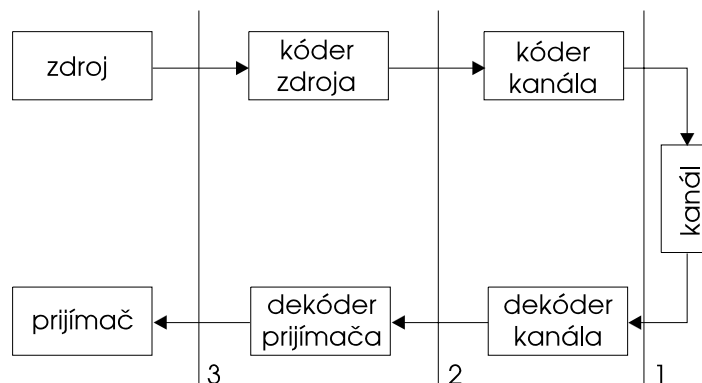 zdroj
kóder
zdroja
kóder
kanála
kanál
prijímač
dekóder
prijímača
dekóder
kanála
3
2
1